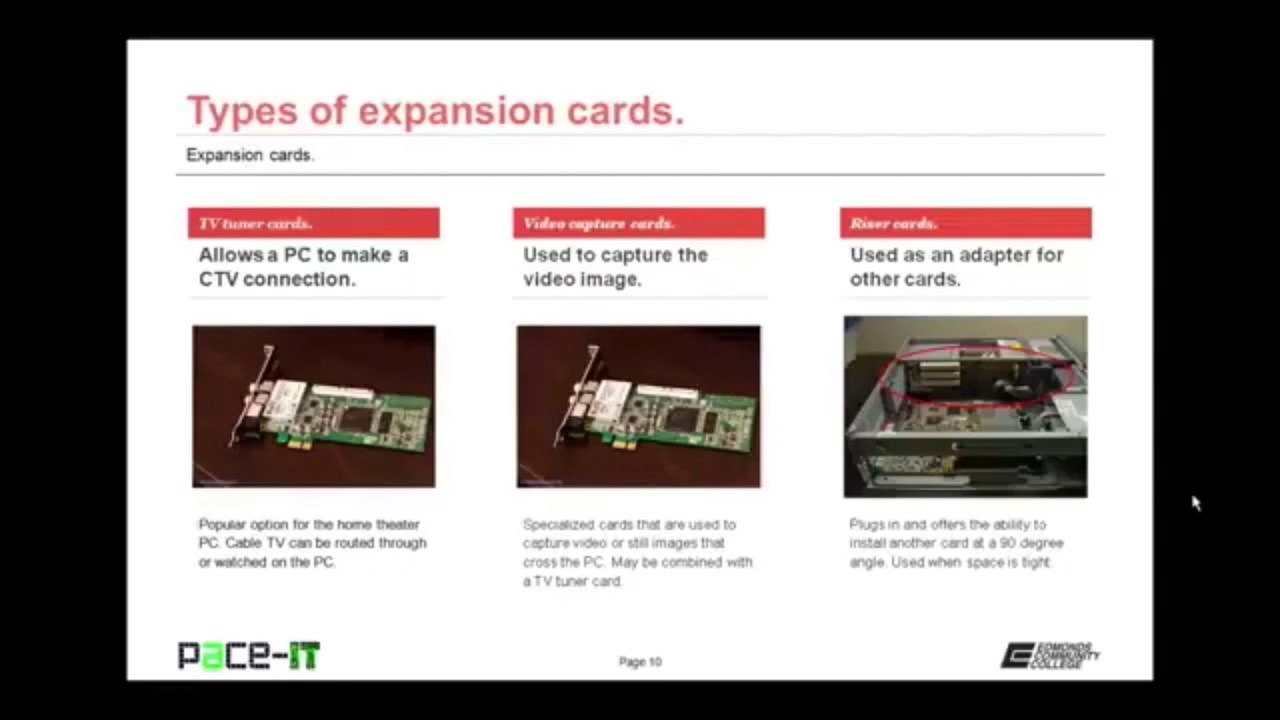 Types of expansion cards.
Expansion cards.
TV tuner cards.
Allows a PC to make a
CTV connection.
Popular option for the home theater
PC. Cable TV can be routed through
or watched on the PC.
Video capture cards.
Used to capture the
video image.
Specialized cards that are used to
capture video or still images that
cross the PC. May be combined with
a TV tuner card.
Riser cards.
Used as an adapter for
other cards.
Plugs in and offers the ability to
install another card at a 90 degree
angle. Used when space is tight.
pace-IT
Page 10
EDMONDS
COMMUNITY
COLLEGE